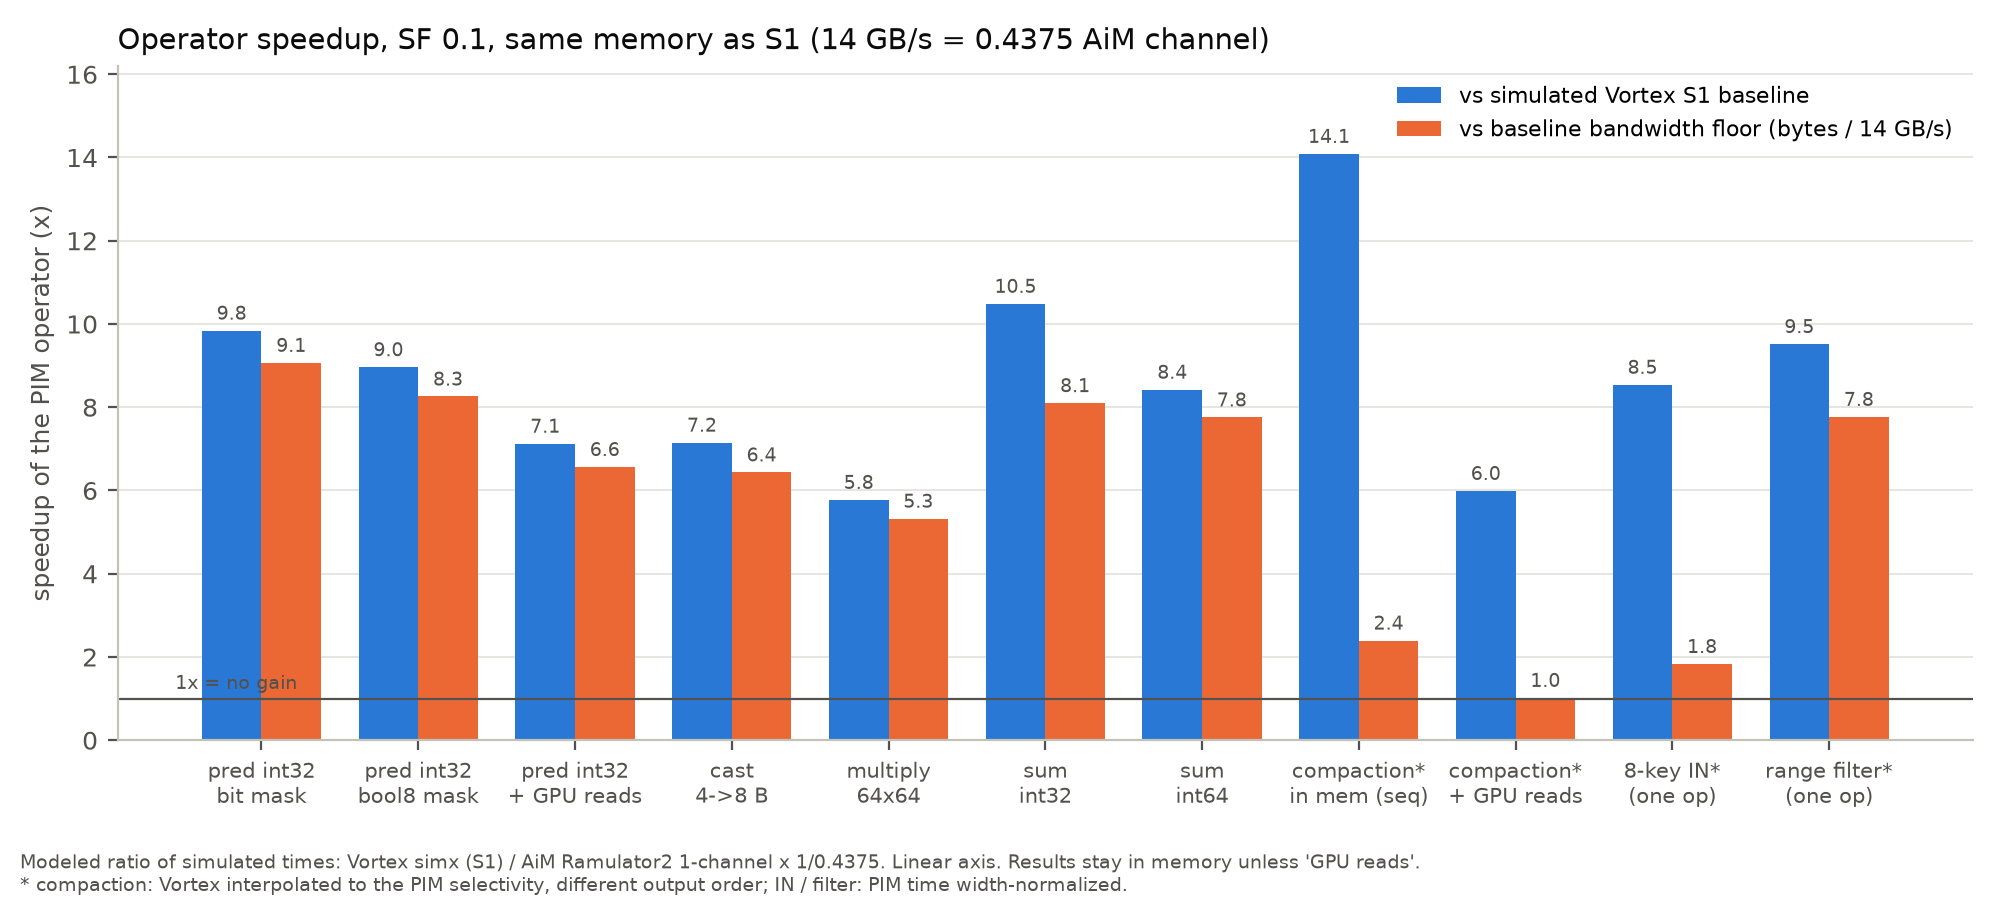 Operator speedup, SF 0.1, same memory as S1 (14 GB/s = 0.4375 AiM channel)
speedup of the PIM operator (x)
16
14
12
10
8
6
4
2
0
vs simulated Vortex S1 baseline
vs baseline bandwidth floor (bytes / 14 GB/s)
1x = no gain
9.8
9.1
9.0
8.3
7.1
6.6
7.2
6.4
5.8
5.3
10.5
8.1
8.4
7.8
14.1
2.4
6.0
1.0
8.5
1.8
9.5
7.8
pred int32
bit mask
pred int32
bool8 mask
pred int32
+ GPU reads
cast
4->8 B
multiply
64x64
sum
int32
sum
int64
compaction*
in mem (seq)
compaction*
+ GPU reads
8-key IN*
(one op)
range filter*
(one op)
Modeled ratio of simulated times: Vortex simx (S1) / AiM Ramulator2 1-channel x 1/0.4375. Linear axis. Results stay in memory unless 'GPU reads'.
* compaction: Vortex interpolated to the PIM selectivity, different output order; IN / filter: PIM time width-normalized.